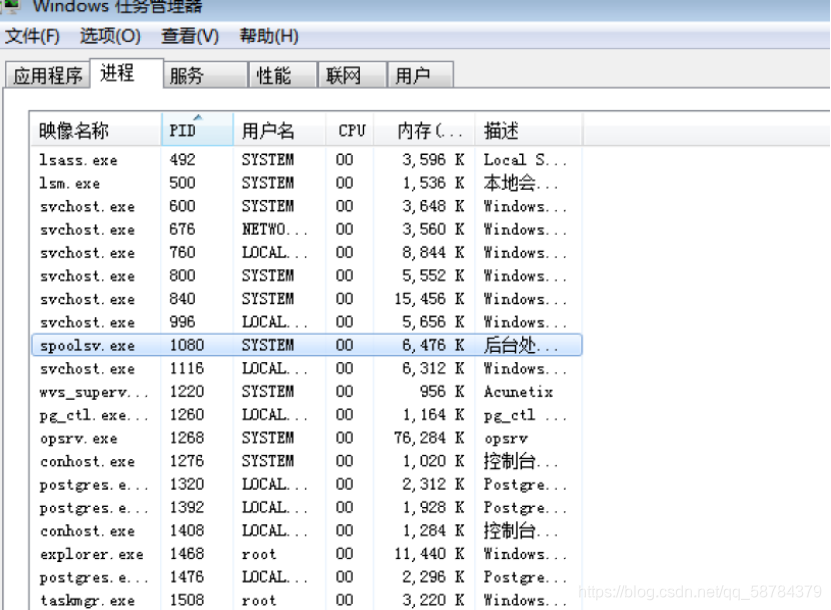 Windows 任务管理器
文件(F) 选项(O) 查看(V) 帮助(H)
应用程序 进程 服务 性能 联网 用户
映像名称 PID 用户名 CPU 内存(... 描述
lsass.exe 492 SYSTEM 00 3,596 K Local S...
lsm.exe 500 SYSTEM 00 1,536 K 本地会...
svchost.exe 600 SYSTEM 00 3,648 K Windows...
svchost.exe 676 NETWO... 00 3,560 K Windows...
svchost.exe 760 LOCAL... 00 8,844 K Windows...
svchost.exe 800 SYSTEM 00 5,552 K Windows...
svchost.exe 840 SYSTEM 00 15,456 K Windows...
svchost.exe 996 LOCAL... 00 5,656 K Windows...
spoolsv.exe 1080 SYSTEM 00 6,476 K 后台处...
svchost.exe 1116 LOCAL... 00 6,312 K Windows...
wvs_superv... 1220 SYSTEM 00 956 K Acunetix
pg_ctl.exe... 1260 LOCAL... 00 1,164 K pg_ctl ...
opsrv.exe 1268 SYSTEM 00 76,284 K opsrv
conhost.exe 1276 SYSTEM 00 1,020 K 控制台...
postgres.e... 1320 LOCAL... 00 2,312 K Postgre...
postgres.e... 1392 LOCAL... 00 1,928 K Postgre...
conhost.exe 1408 LOCAL... 00 1,284 K 控制台...
explorer.exe 1468 root 00 11,440 K Windows...
postgres.e... 1476 LOCAL... 00 2,296 K Postgre...
taskmgr.exe 1508 root 00 3,220 K Windows...
https://blog.csdn.net/qq_58784379